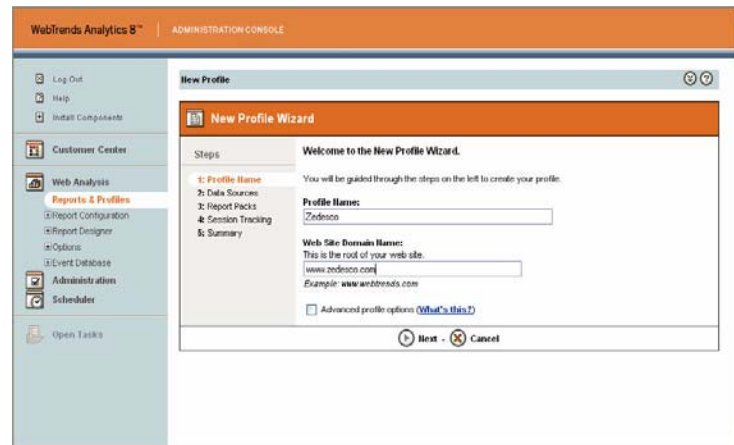 WebTrends Analytics 8™
ADMINISTRATION CONSOLE
Log Out
Help
Install Components
Customer Center
Web Analysis
Reports & Profiles
Report Configuration
Report Designer
Options
Event Database
Administration
Scheduler
Open Tasks
New Profile
New Profile Wizard
Steps
1: Profile Name
2: Data Sources
3: Report Packs
4: Session Tracking
5: Summary
Welcome to the New Profile Wizard.
You will be guided through the steps on the left to create your profile.
Profile Name:
Zedesco
Web Site Domain Name:
This is the root of your web site.
www.zedesco.com
Example: www.webtrends.com
Advanced profile options (What's this?)
Next - Cancel